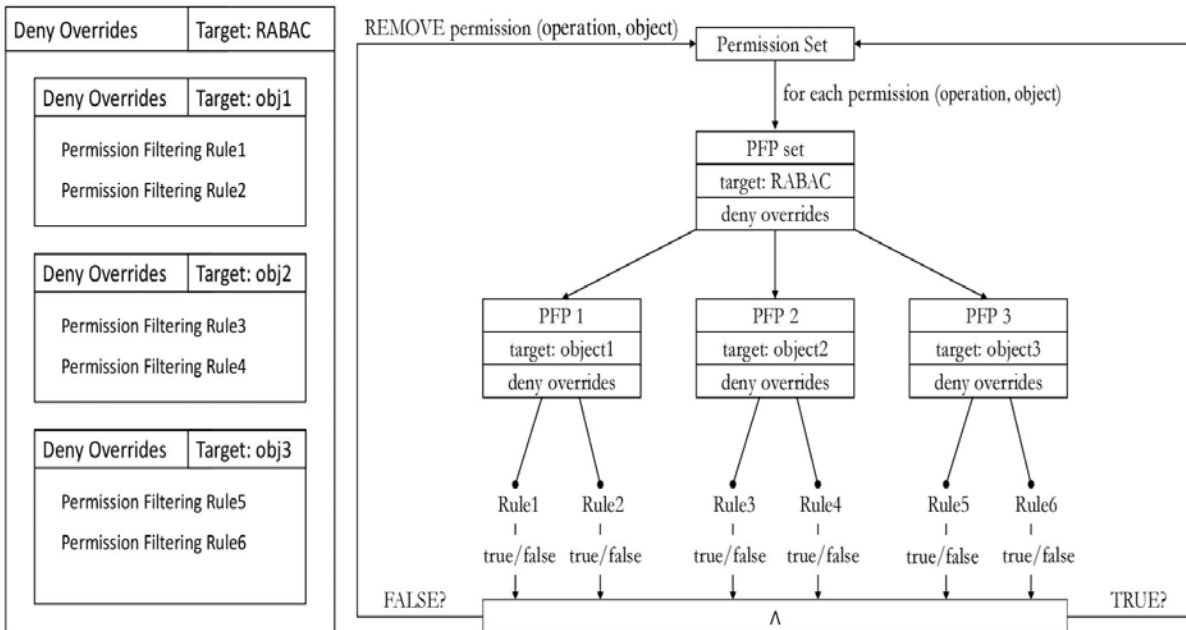 Deny Overrides Target: RABAC
Deny Overrides Target: obj1
Permission Filtering Rule1
Permission Filtering Rule2
Deny Overrides Target: obj2
Permission Filtering Rule3
Permission Filtering Rule4
Deny Overrides Target: obj3
Permission Filtering Rule5
Permission Filtering Rule6
REMOVE permission (operation, object)
Permission Set
for each permission (operation, object)
PFP set
target: RABAC
deny overrides
PFP 1 PFP 2 PFP 3
target: object1 target: object2 target: object3
deny overrides deny overrides deny overrides
Rule1 Rule2 Rule3 Rule4 Rule5 Rule6
true/false true/false true/false true/false true/false true/false
FALSE? ∧ TRUE?